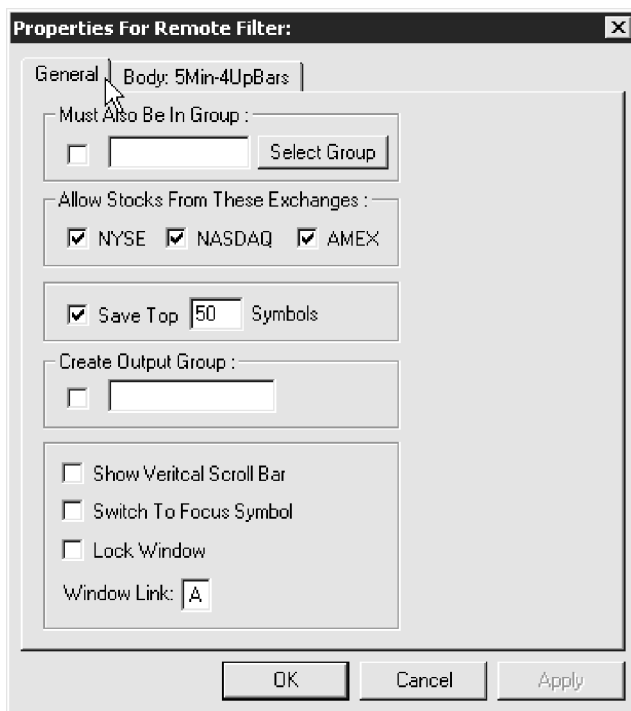 Properties For Remote Filter:
General
Body: 5Min-4UpBars
Must Also Be In Group :
Select Group
Allow Stocks From These Exchanges :
NYSE NASDAQ AMEX
Save Top 50 Symbols
Create Output Group :
Show Veritcal Scroll Bar
Switch To Focus Symbol
Lock Window
Window Link: A
OK Cancel Apply